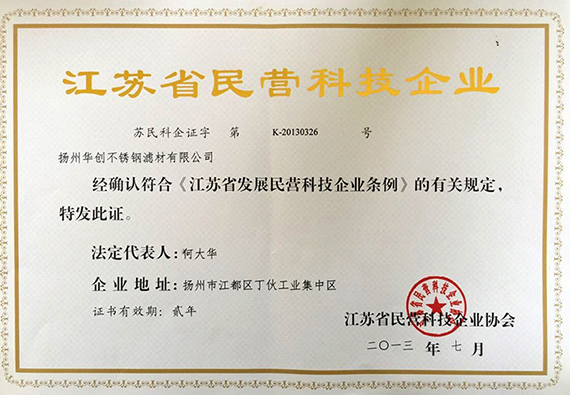 江苏省民营科技企业
苏民科企证字 第 K-20130326 号
扬州华创不锈钢滤材有限公司
经确认符合《江苏省发展民营科技企业条例》的有关规定，
特发此证。
法定代表人：何大华
企业地址：扬州市江都区丁伙工业集中区
证书有效期：贰年
江苏省民营科技企业协会
二〇一三 年 七 月